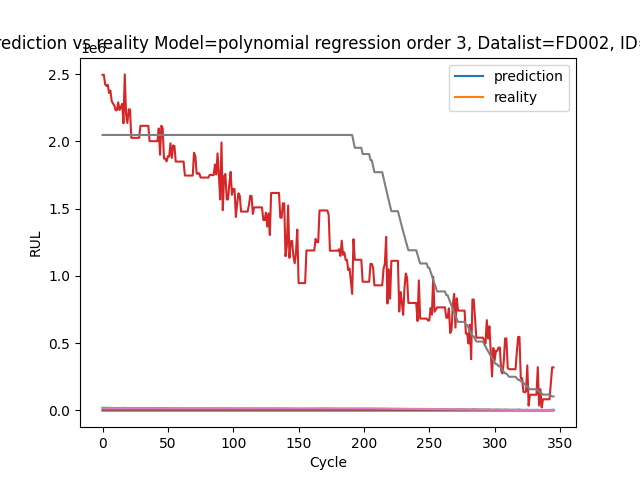 rediction vs reality Model=polynomial regression order 3, Datalist=FD002, ID=
1e6
prediction
reality
2.5
2.0
1.5
1.0
0.5
0.0
RUL
0 50 100 150 200 250 300 350
Cycle